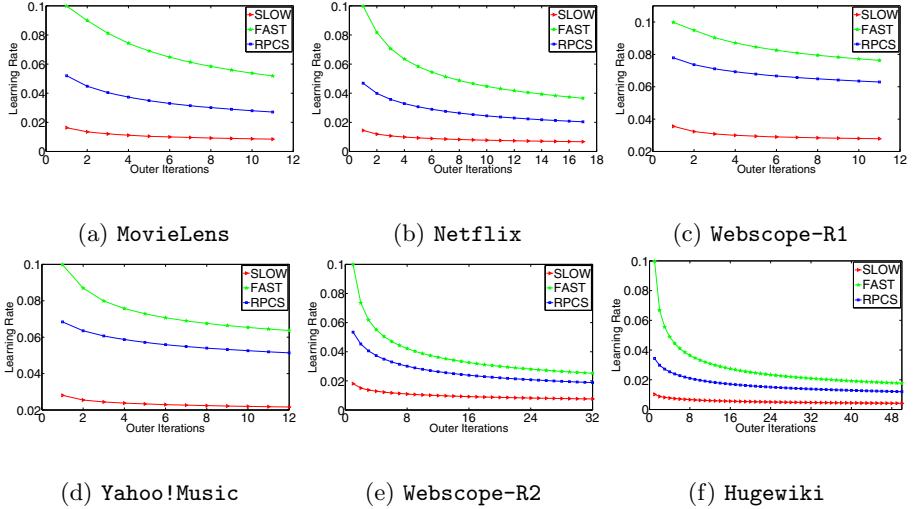 0.1
0.08
0.06
0.04
0.02
0
Learning Rate
SLOW
FAST
RPCS
0 2 4 6 8 10 12
Outer Iterations
(a) MovieLens
0.1
0.08
0.06
0.04
0.02
0
Learning Rate
SLOW
FAST
RPCS
0 2 4 6 8 10 12 14 16 18
Outer Iterations
(b) Netflix
0.1
0.08
0.06
0.04
0.02
Learning Rate
SLOW
FAST
RPCS
0 2 4 6 8 10 12
Outer Iterations
(c) Webscope-R1
0.1
0.08
0.06
0.04
0.02
Learning Rate
SLOW
FAST
RPCS
0 2 4 6 8 10 12
Outer Iterations
(d) Yahoo!Music
0.1
0.08
0.06
0.04
0.02
0
Learning Rate
SLOW
FAST
RPCS
0 8 16 24 32
Outer Iterations
(e) Webscope-R2
0.1
0.08
0.06
0.04
0.02
0
Learning Rate
SLOW
FAST
RPCS
0 8 16 24 32 40 48
Outer Iterations
(f) Hugewiki